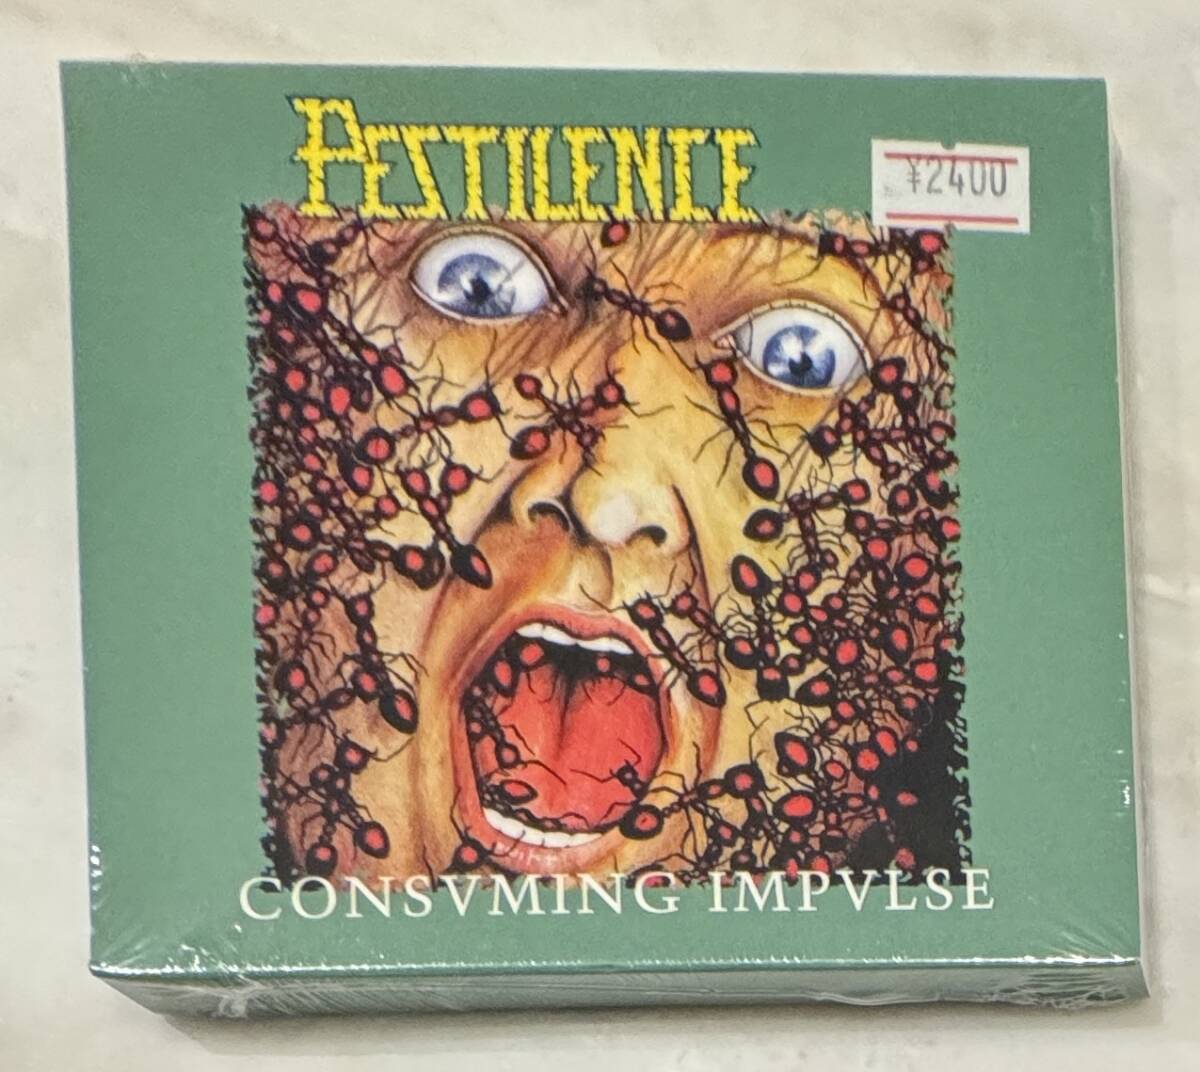 PESTILENCE
¥2400
CONSVMING IMPVLSE